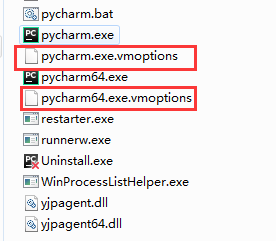 pycharm.bat
pycharm.exe
pycharm.exe.vmoptions
pycharm64.exe
pycharm64.exe.vmoptions
restarter.exe
runnerw.exe
Uninstall.exe
WinProcessListHelper.exe
yjpagent.dll
yjpagent64.dll